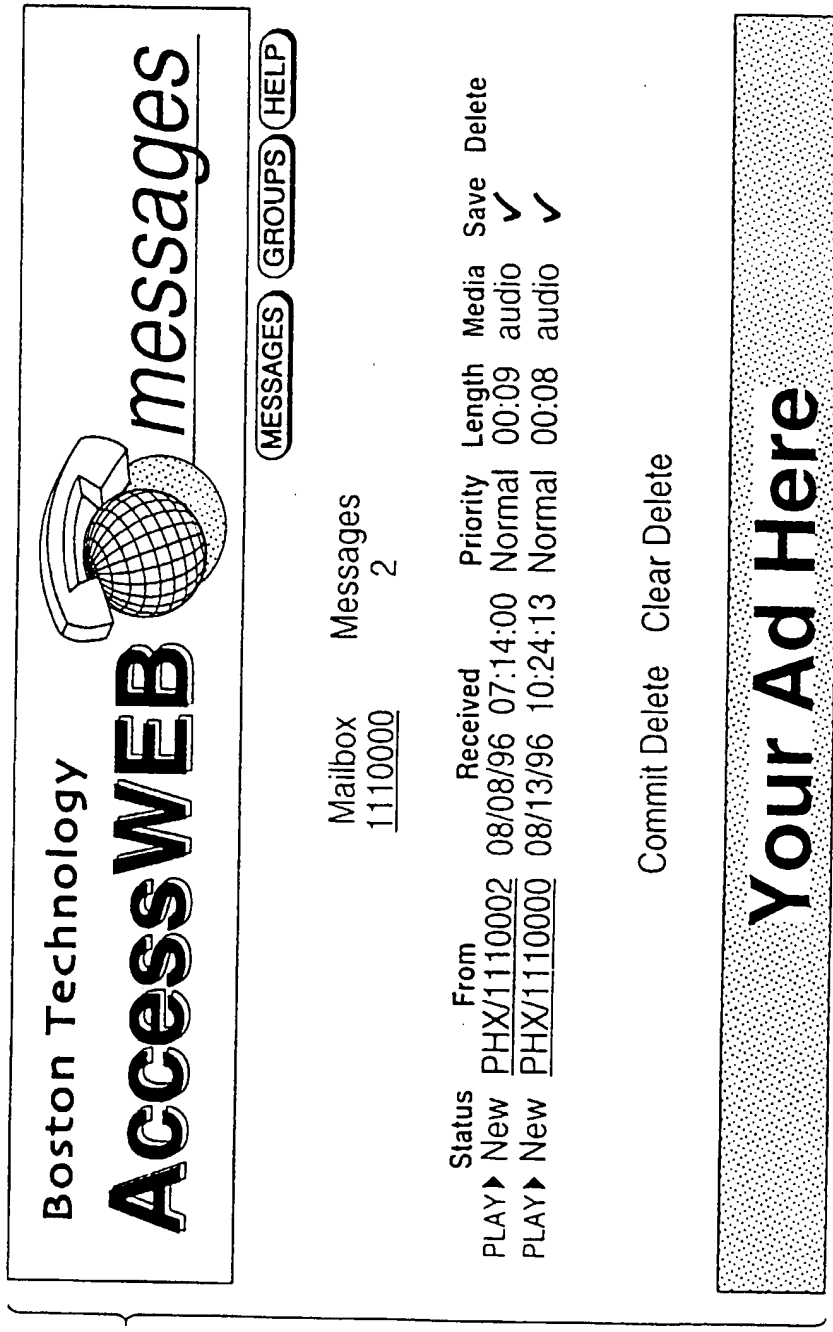 Boston Technology
AccessWEB messages
MESSAGES GROUPS HELP
Mailbox Messages
1110000 2
Status From Received Priority Length Media Save Delete
PLAY New PHX/1110002 08/08/96 07:14:00 Normal 00:09 audio ✓
PLAY New PHX/1110000 08/13/96 10:24:13 Normal 00:08 audio ✓
Commit Delete Clear Delete
Your Ad Here